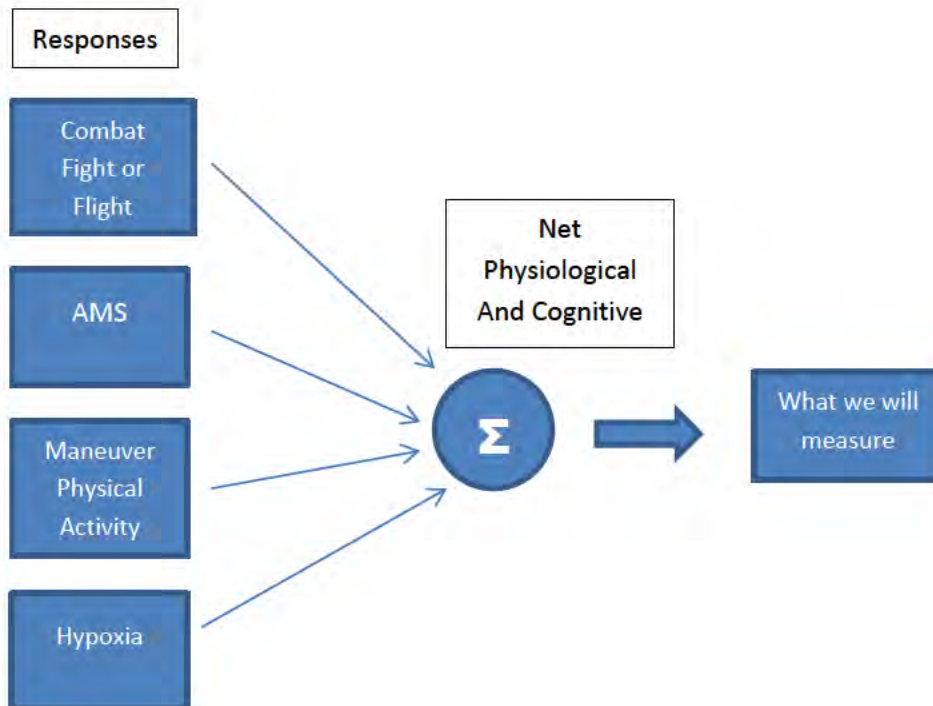 Responses
Combat
Fight or
Flight
AMS
Maneuver
Physical
Activity
Hypoxia
Net
Physiological
And Cognitive
Σ
What we will
measure